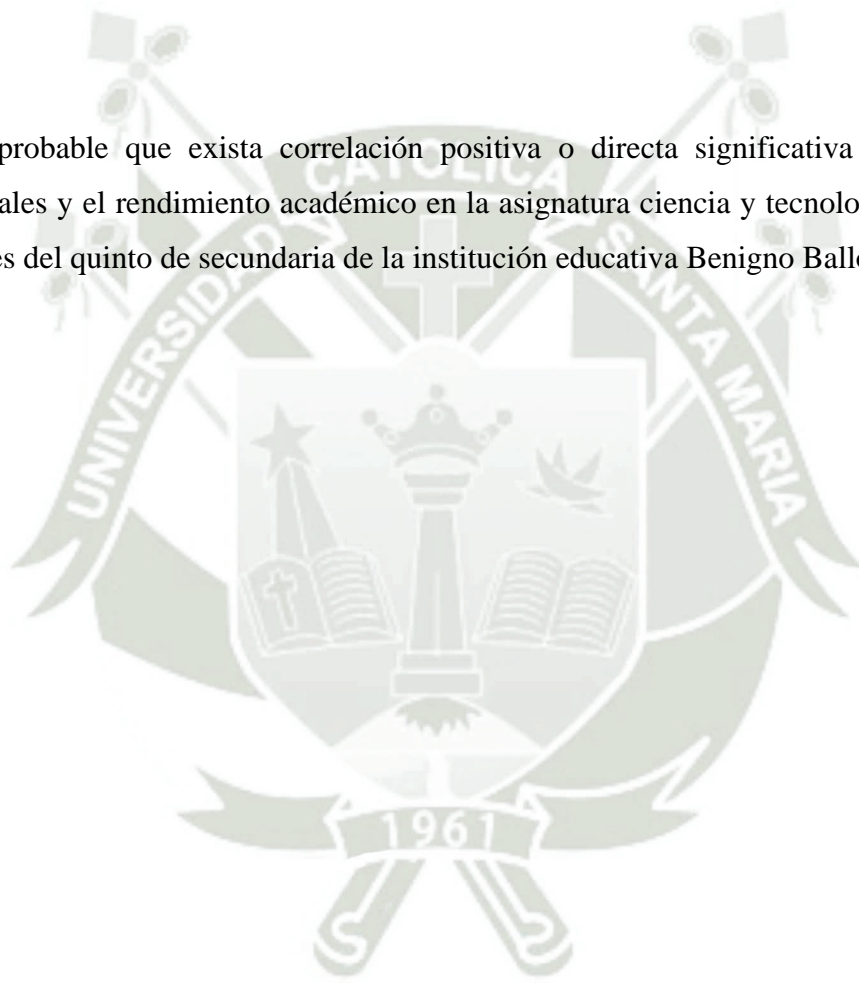 probable que exista correlación positiva o directa significativa
ales y el rendimiento académico en la asignatura ciencia y tecnolo
es del quinto de secundaria de la institución educativa Benigno Ball
UNIVERSIDAD CATOLICA SANTA MARIA
1961